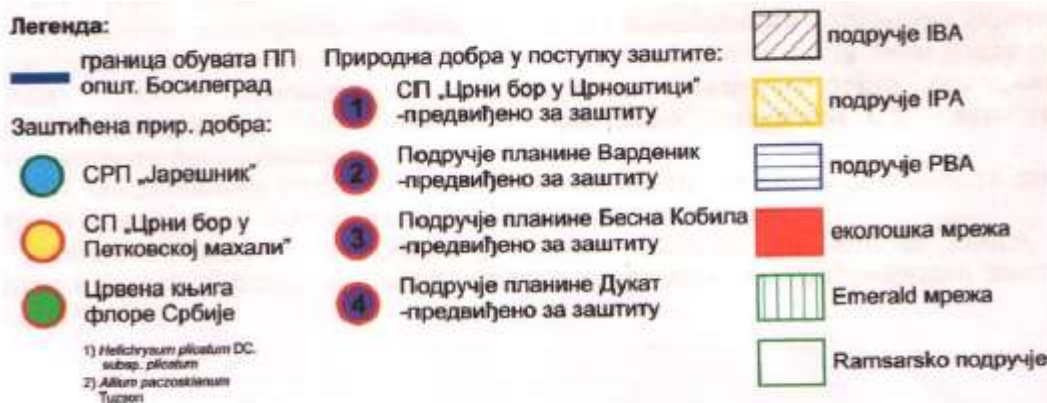 Легенда:
граница обувата ПП
општ. Босилеград
Заштићена прир. добра:
СРП „Јарешник"
СП „Црни бор у
Петковској махали"
Црвена књига
флоре Србије
1) Helichrysum plicatum DC.
subsp. plicatum
2) Allium paczoskianum
Tuzson
Природна добра у поступку заштите:
1 СП „Црни бор у Црноштици"
-предвиђено за заштиту
2 Подручје планине Варденик
-предвиђено за заштиту
3 Подручје планине Бесна Кобила
-предвиђено за заштиту
4 Подручје планине Дукат
-предвиђено за заштиту
подручје IBA
подручје IPA
подручје PBA
еколошка мрежа
Emerald мрежа
Ramsarsko подручје